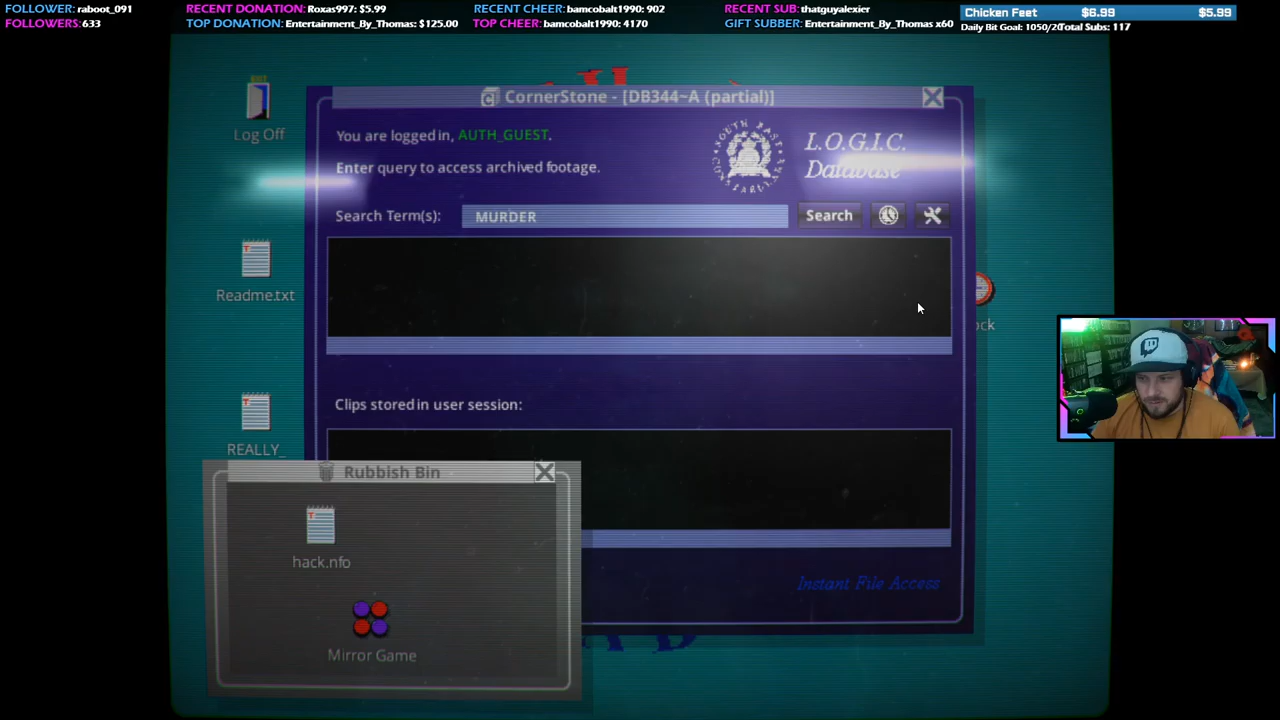 FOLLOWER: raboot_091
FOLLOWERS: 633
RECENT DONATION: Roxas997: $5.99
TOP DONATION: Entertainment_By_Thomas: $125.00
RECENT CHEER: bamcobalt1990: 902
TOP CHEER: bamcobalt1990: 4170
RECENT SUB: thatguyalexier
GIFT SUBBER: Entertainment_By_Thomas x60
Chicken Feet $6.99 $5.99
Daily Bit Goal: 1050/20
Total Subs: 117
Log Off
Readme.txt
REALLY_
CornerStone - [DB344~A (partial)]
You are logged in, AUTH_GUEST.
Enter query to access archived footage.
SOUTH EAST CONSTABULARY
L.O.G.I.C.
Database
Search Term(s): MURDER Search
ock
Clips stored in user session:
Instant File Access
Rubbish Bin
hack.nfo
Mirror Game